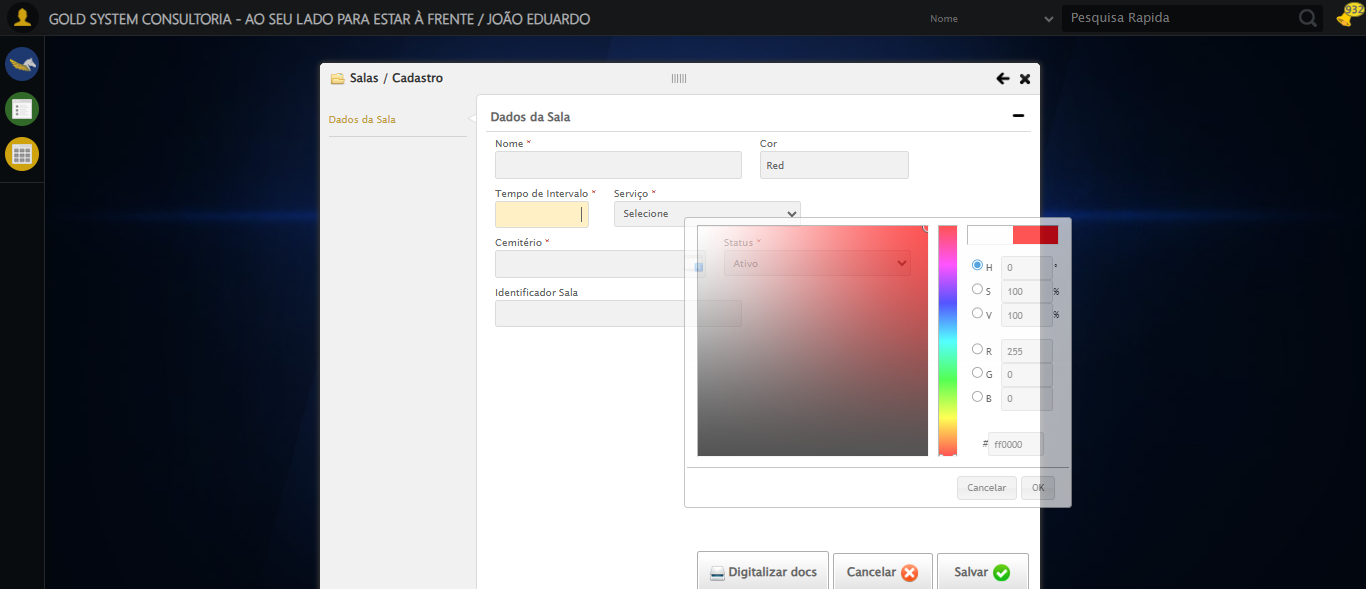 GOLD SYSTEM CONSULTORIA - AO SEU LADO PARA ESTAR À FRENTE / JOÃO EDUARDO
Nome
Pesquisa Rapida
932
Salas / Cadastro
Dados da Sala
Dados da Sala
Nome *
Cor
Red
Tempo de Intervalo *
Serviço *
Selecione
Cemitério *
Status *
Ativo
Identificador Sala
H 0 °
S 100 %
V 100 %
R 255
G 0
B 0
# ff0000
Cancelar
OK
Digitalizar docs
Cancelar
Salvar